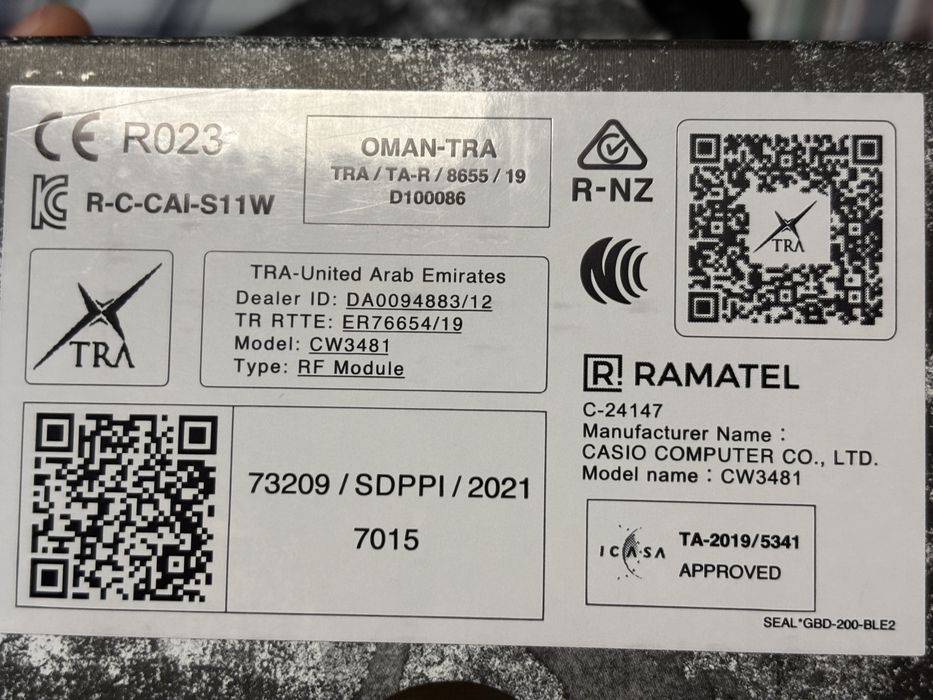 CE R023
R-C-CAI-S11W
OMAN-TRA
TRA / TA-R / 8655 / 19
D100086
R-NZ
TRA
TRA
TRA-United Arab Emirates
Dealer ID: DA0094883/12
TR RTTE: ER76654/19
Model: CW3481
Type: RF Module
R! RAMATEL
C-24147
Manufacturer Name :
CASIO COMPUTER CO., LTD.
Model name : CW3481
73209 / SDPPI / 2021
7015
ICASA
TA-2019/5341
APPROVED
SEAL*GBD-200-BLE2